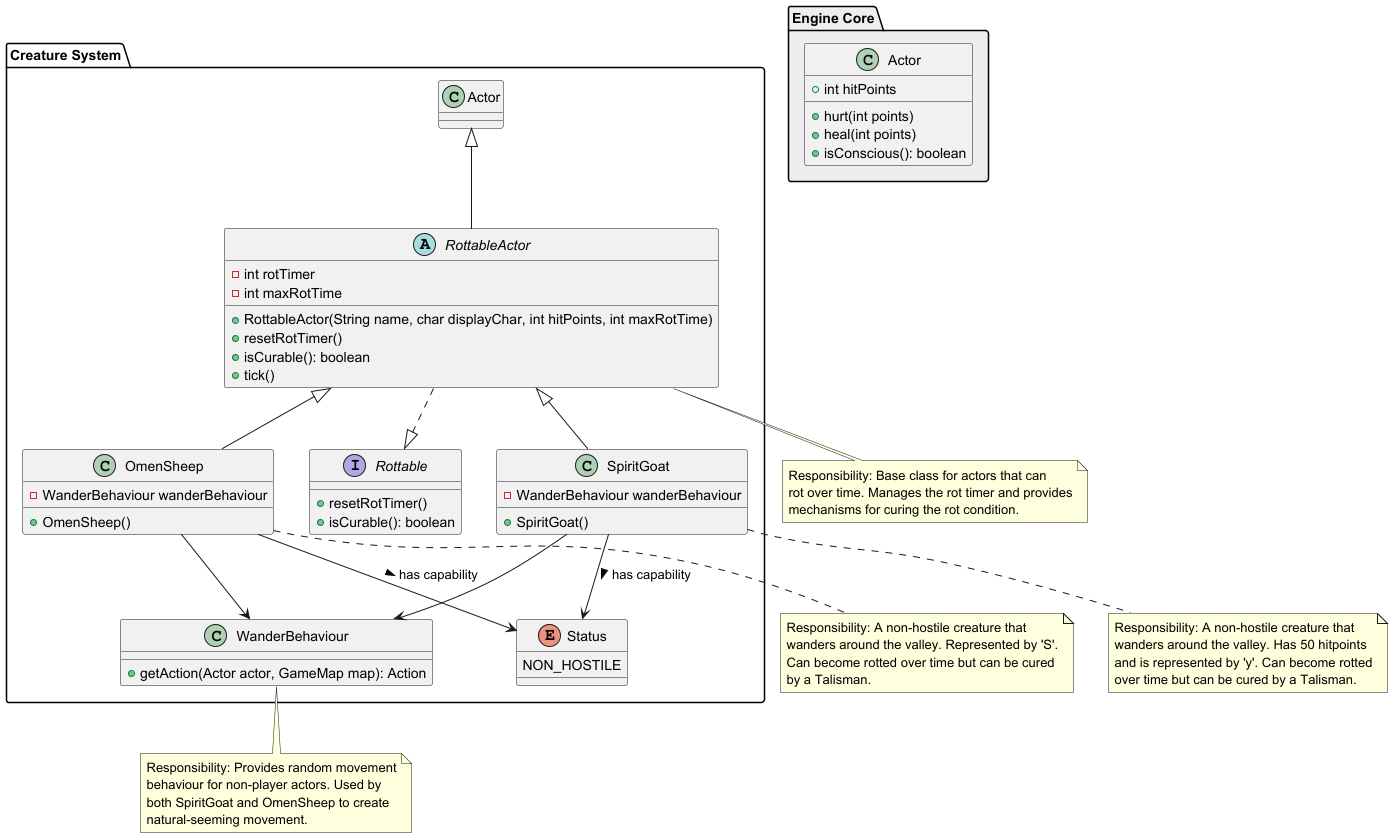 Engine Core
C Actor
int hitPoints
hurt(int points)
heal(int points)
isConscious(): boolean
Creature System
C Actor
A RottableActor
int rotTimer
int maxRotTime
RottableActor(String name, char displayChar, int hitPoints, int maxRotTime)
resetRotTimer()
isCurable(): boolean
tick()
C OmenSheep
WanderBehaviour wanderBehaviour
OmenSheep()
I Rottable
resetRotTimer()
isCurable(): boolean
C SpiritGoat
WanderBehaviour wanderBehaviour
SpiritGoat()
Responsibility: Base class for actors that can
rot over time. Manages the rot timer and provides
mechanisms for curing the rot condition.
has capability
has capability
C WanderBehaviour
getAction(Actor actor, GameMap map): Action
E Status
NON_HOSTILE
Responsibility: A non-hostile creature that
wanders around the valley. Represented by 'S'.
Can become rotted over time but can be cured
by a Talisman.
Responsibility: A non-hostile creature that
wanders around the valley. Has 50 hitpoints
and is represented by 'y'. Can become rotted
over time but can be cured by a Talisman.
Responsibility: Provides random movement
behaviour for non-player actors. Used by
both SpiritGoat and OmenSheep to create
natural-seeming movement.